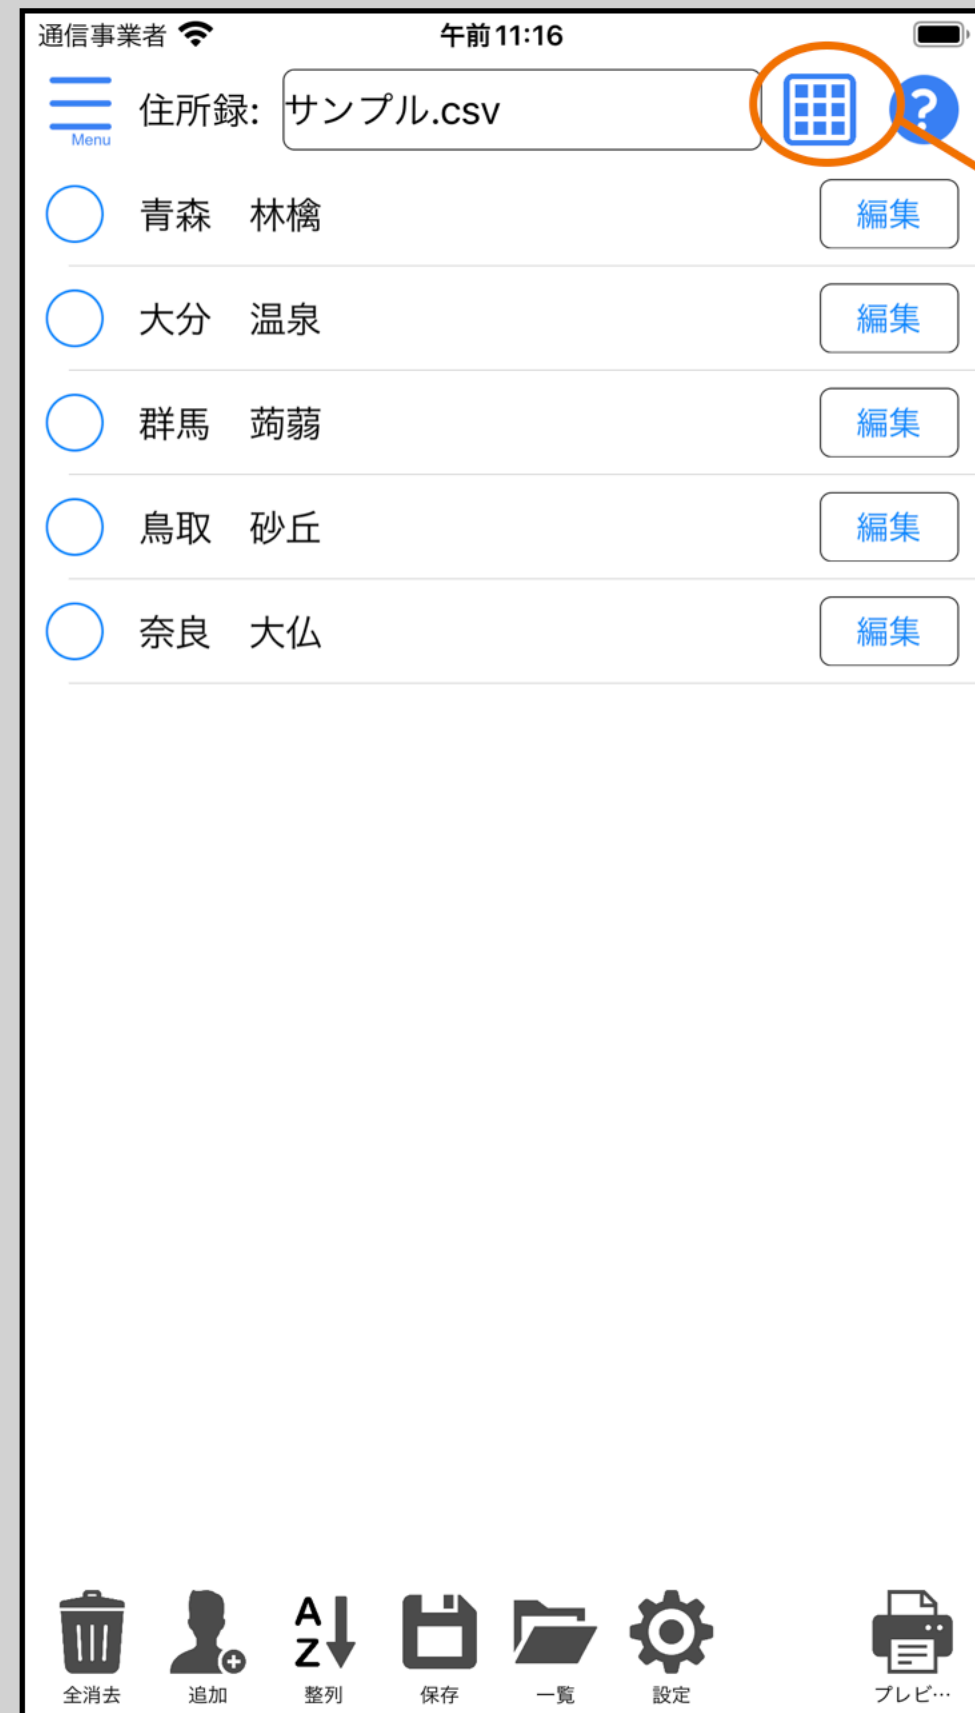 通信事業者 午前11:16
Menu 住所録: サンプル.csv ?
青森 林檎 編集
大分 温泉 編集
群馬 蒟蒻 編集
鳥取 砂丘 編集
奈良 大仏 編集
A
Z
全消去 追加 整列 保存 一覧 設定 プレビ…